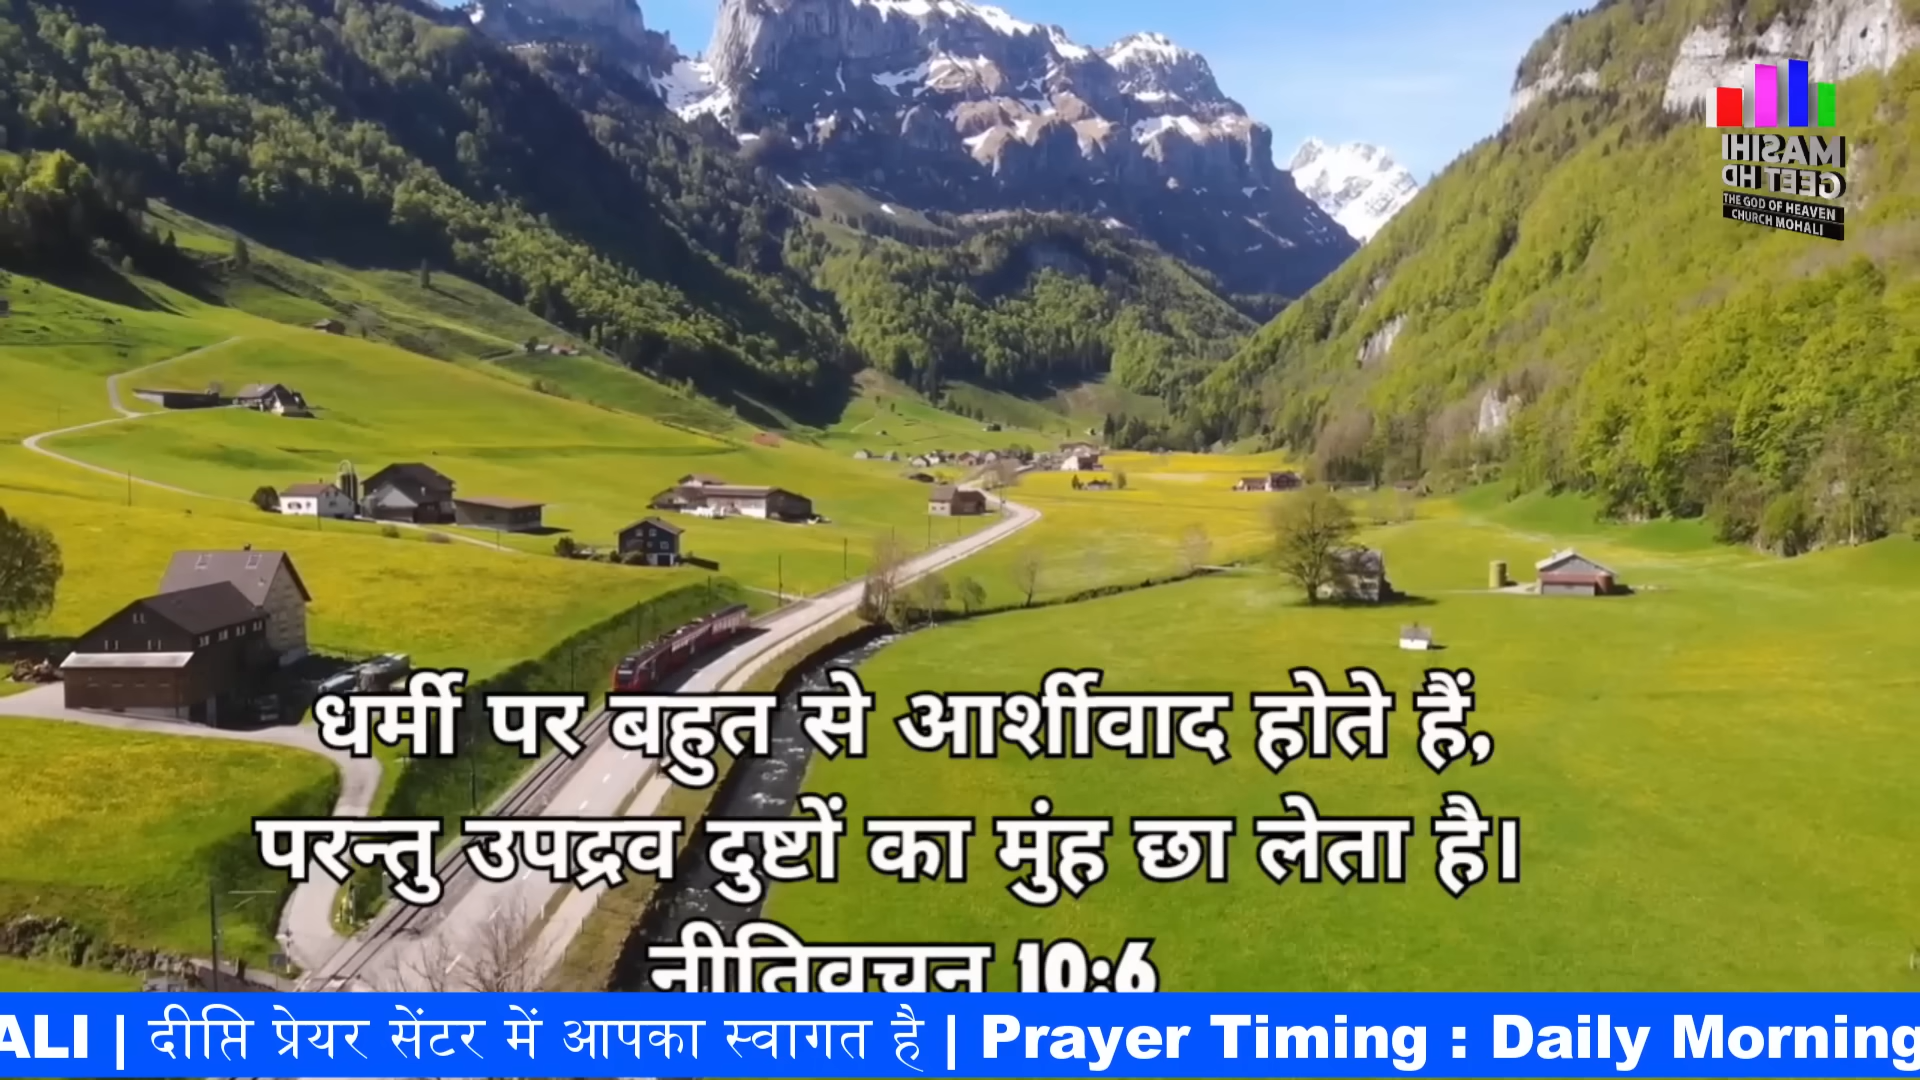 MASIHI
GEET HD
THE GOD OF HEAVEN
CHURCH MOHALI
धर्मी पर बहुत से आर्शीवाद होते हैं,
परन्तु उपद्रव दुष्टों का मुंह छा लेता है।
नीतिवचन 10:6
ALI | दीप्ति प्रेयर सेंटर में आपका स्वागत है | Prayer Timing : Daily Morning